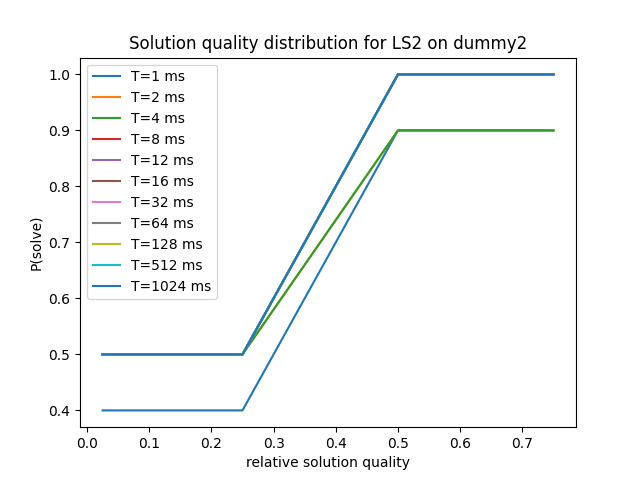 Solution quality distribution for LS2 on dummy2
T=1 ms
T=2 ms
T=4 ms
T=8 ms
T=12 ms
T=16 ms
T=32 ms
T=64 ms
T=128 ms
T=512 ms
T=1024 ms
P(solve)
1.0
0.9
0.8
0.7
0.6
0.5
0.4
0.0 0.1 0.2 0.3 0.4 0.5 0.6 0.7
relative solution quality